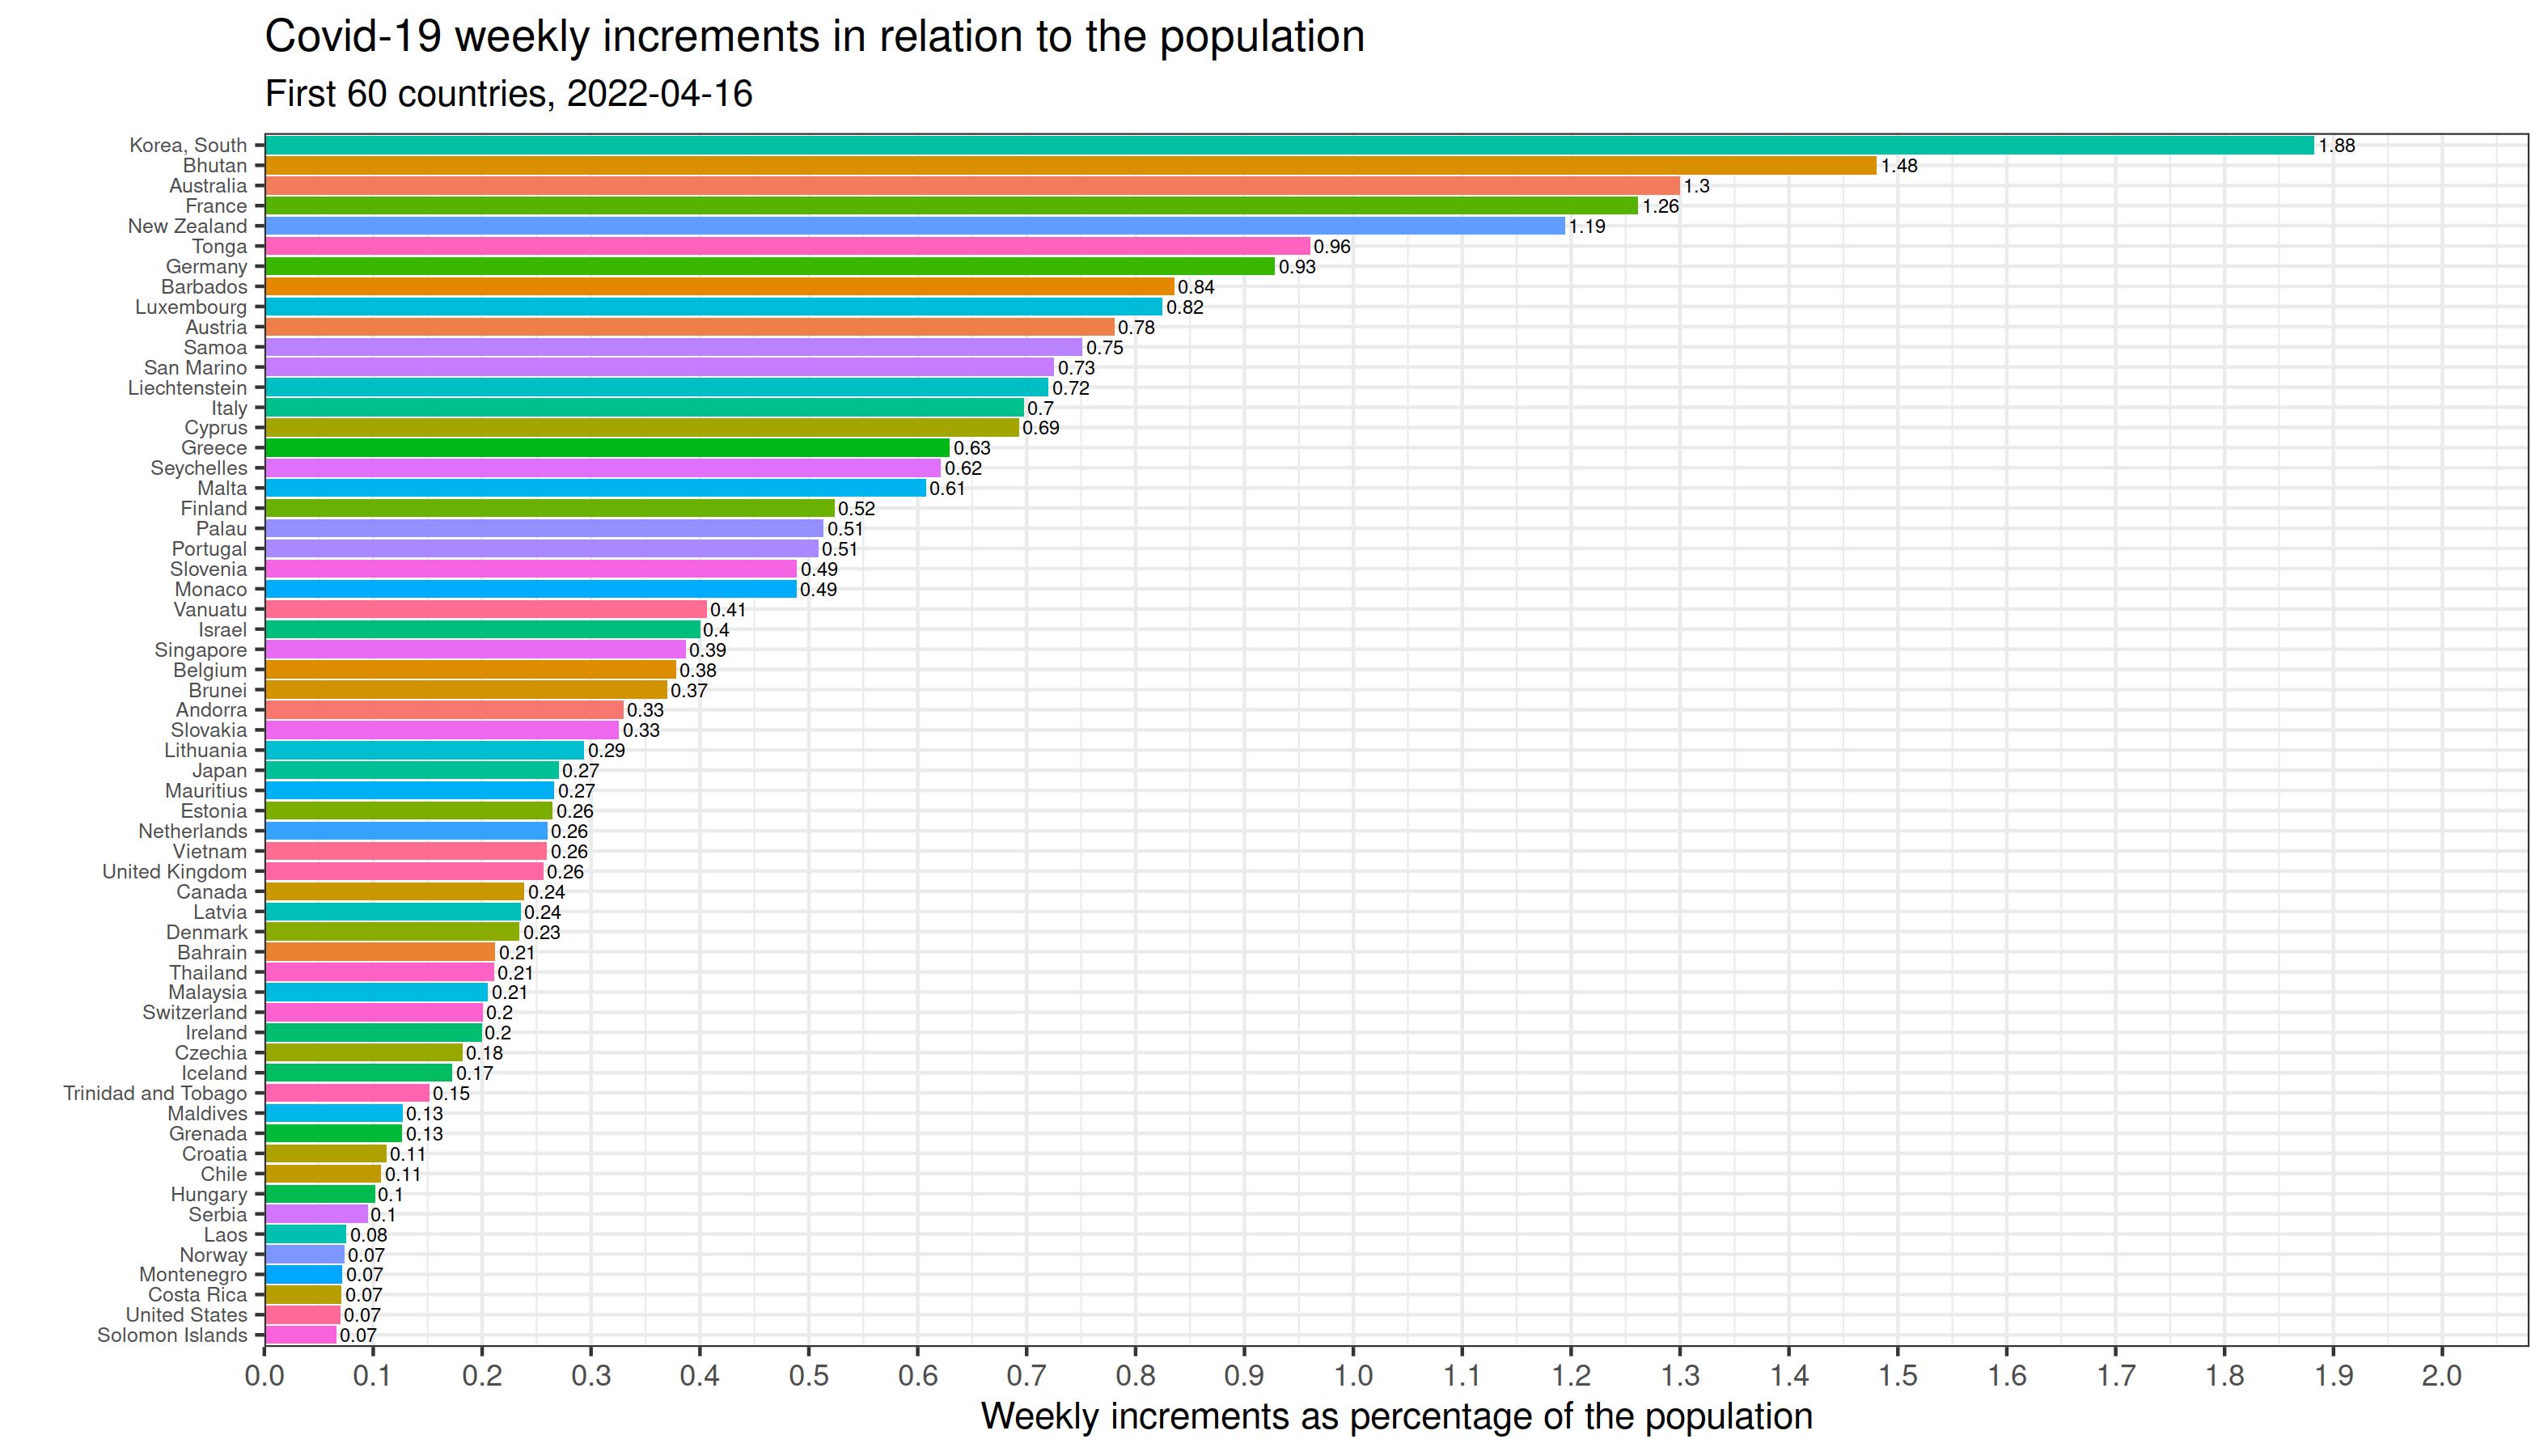 Covid-19 weekly increments in relation to the population
First 60 countries, 2022-04-16
Korea, South 1.88
Bhutan 1.48
Australia 1.3
France 1.26
New Zealand 1.19
Tonga 0.96
Germany 0.93
Barbados 0.84
Luxembourg 0.82
Austria 0.78
Samoa 0.75
San Marino 0.73
Liechtenstein 0.72
Italy 0.7
Cyprus 0.69
Greece 0.63
Seychelles 0.62
Malta 0.61
Finland 0.52
Palau 0.51
Portugal 0.51
Slovenia 0.49
Monaco 0.49
Vanuatu 0.41
Israel 0.4
Singapore 0.39
Belgium 0.38
Brunei 0.37
Andorra 0.33
Slovakia 0.33
Lithuania 0.29
Japan 0.27
Mauritius 0.27
Estonia 0.26
Netherlands 0.26
Vietnam 0.26
United Kingdom 0.26
Canada 0.24
Latvia 0.24
Denmark 0.23
Bahrain 0.21
Thailand 0.21
Malaysia 0.21
Switzerland 0.2
Ireland 0.2
Czechia 0.18
Iceland 0.17
Trinidad and Tobago 0.15
Maldives 0.13
Grenada 0.13
Croatia 0.11
Chile 0.11
Hungary 0.1
Serbia 0.1
Laos 0.08
Norway 0.07
Montenegro 0.07
Costa Rica 0.07
United States 0.07
Solomon Islands 0.07
0.0 0.1 0.2 0.3 0.4 0.5 0.6 0.7 0.8 0.9 1.0 1.1 1.2 1.3 1.4 1.5 1.6 1.7 1.8 1.9 2.0
Weekly increments as percentage of the population